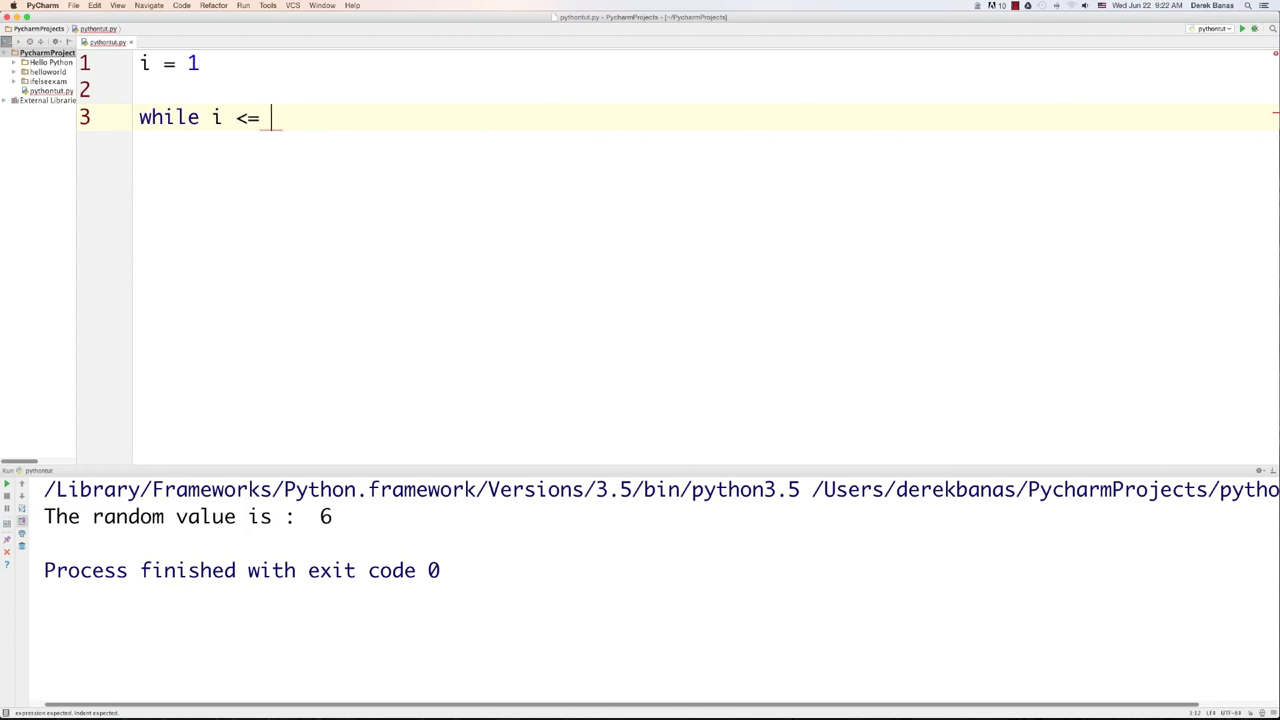 PyCharm File Edit View Navigate Code Refactor Run Tools VCS Window Help 10 Wed Jun 22 9:22 AM Derek Banas
pythontut.py - PycharmProjects - [~/PycharmProjects]
PycharmProjects pythontut.py pythontut
pythontut.py
PycharmProject
Hello Python
helloworld
ifelseexam
pythontut.py
External Librarie
1 i = 1
2
3 while i <=
Run pythontut
/Library/Frameworks/Python.framework/Versions/3.5/bin/python3.5 /Users/derekbanas/PycharmProjects/pytho
The random value is : 6
Process finished with exit code 0
expression expected. Indent expected. 3:12 LF UTF-8